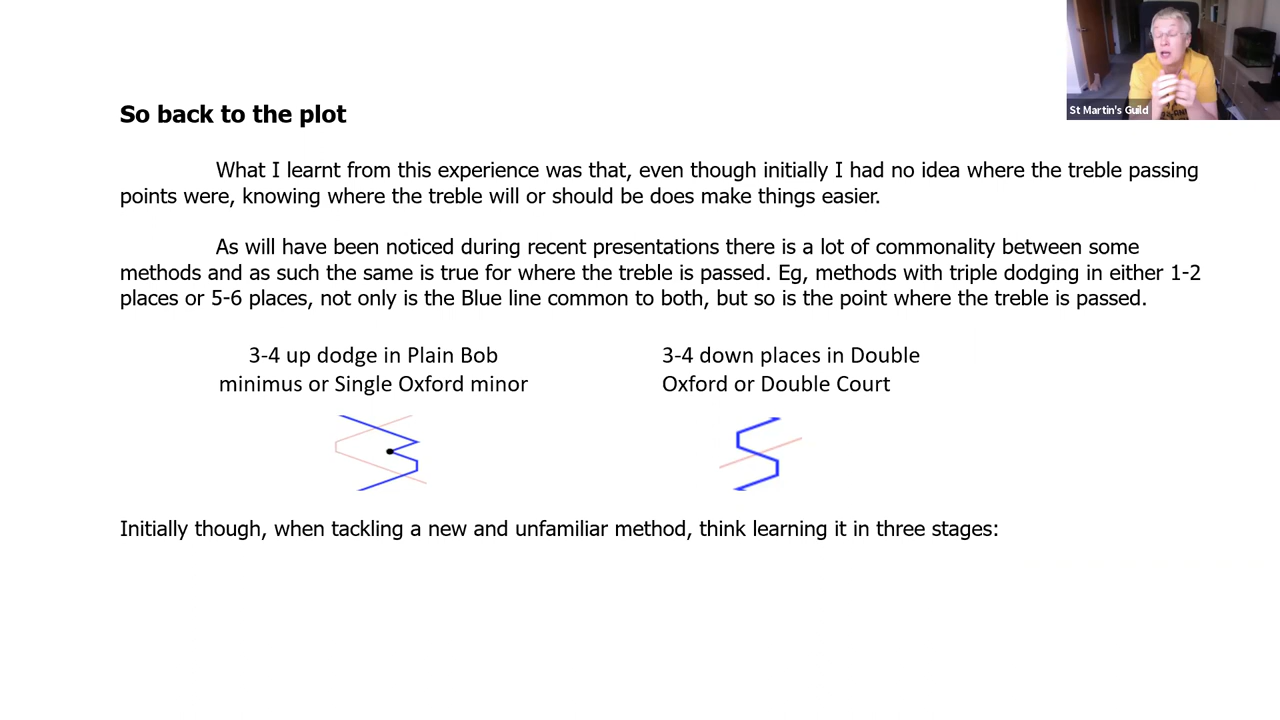 St Martin's Guild
So back to the plot
What I learnt from this experience was that, even though initially I had no idea where the treble passing
points were, knowing where the treble will or should be does make things easier.
As will have been noticed during recent presentations there is a lot of commonality between some
methods and as such the same is true for where the treble is passed. Eg, methods with triple dodging in either 1-2
places or 5-6 places, not only is the Blue line common to both, but so is the point where the treble is passed.
3-4 up dodge in Plain Bob
minimus or Single Oxford minor
3-4 down places in Double
Oxford or Double Court
Initially though, when tackling a new and unfamiliar method, think learning it in three stages: